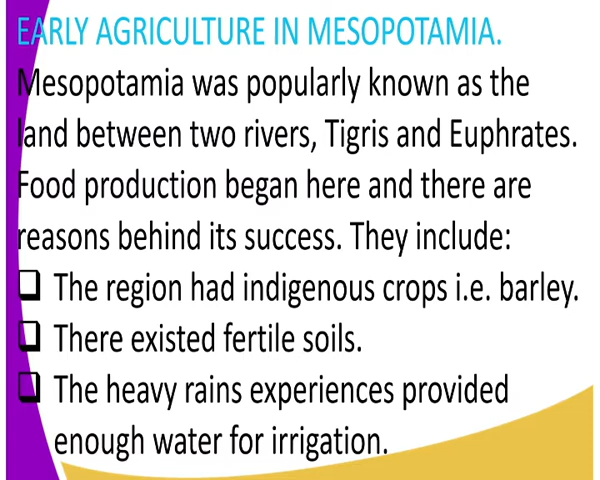 EARLY AGRICULTURE IN MESOPOTAMIA.
Mesopotamia was popularly known as the
land between two rivers, Tigris and Euphrates.
Food production began here and there are
reasons behind its success. They include:
❑ The region had indigenous crops i.e. barley.
❑ There existed fertile soils.
❑ The heavy rains experiences provided
enough water for irrigation.